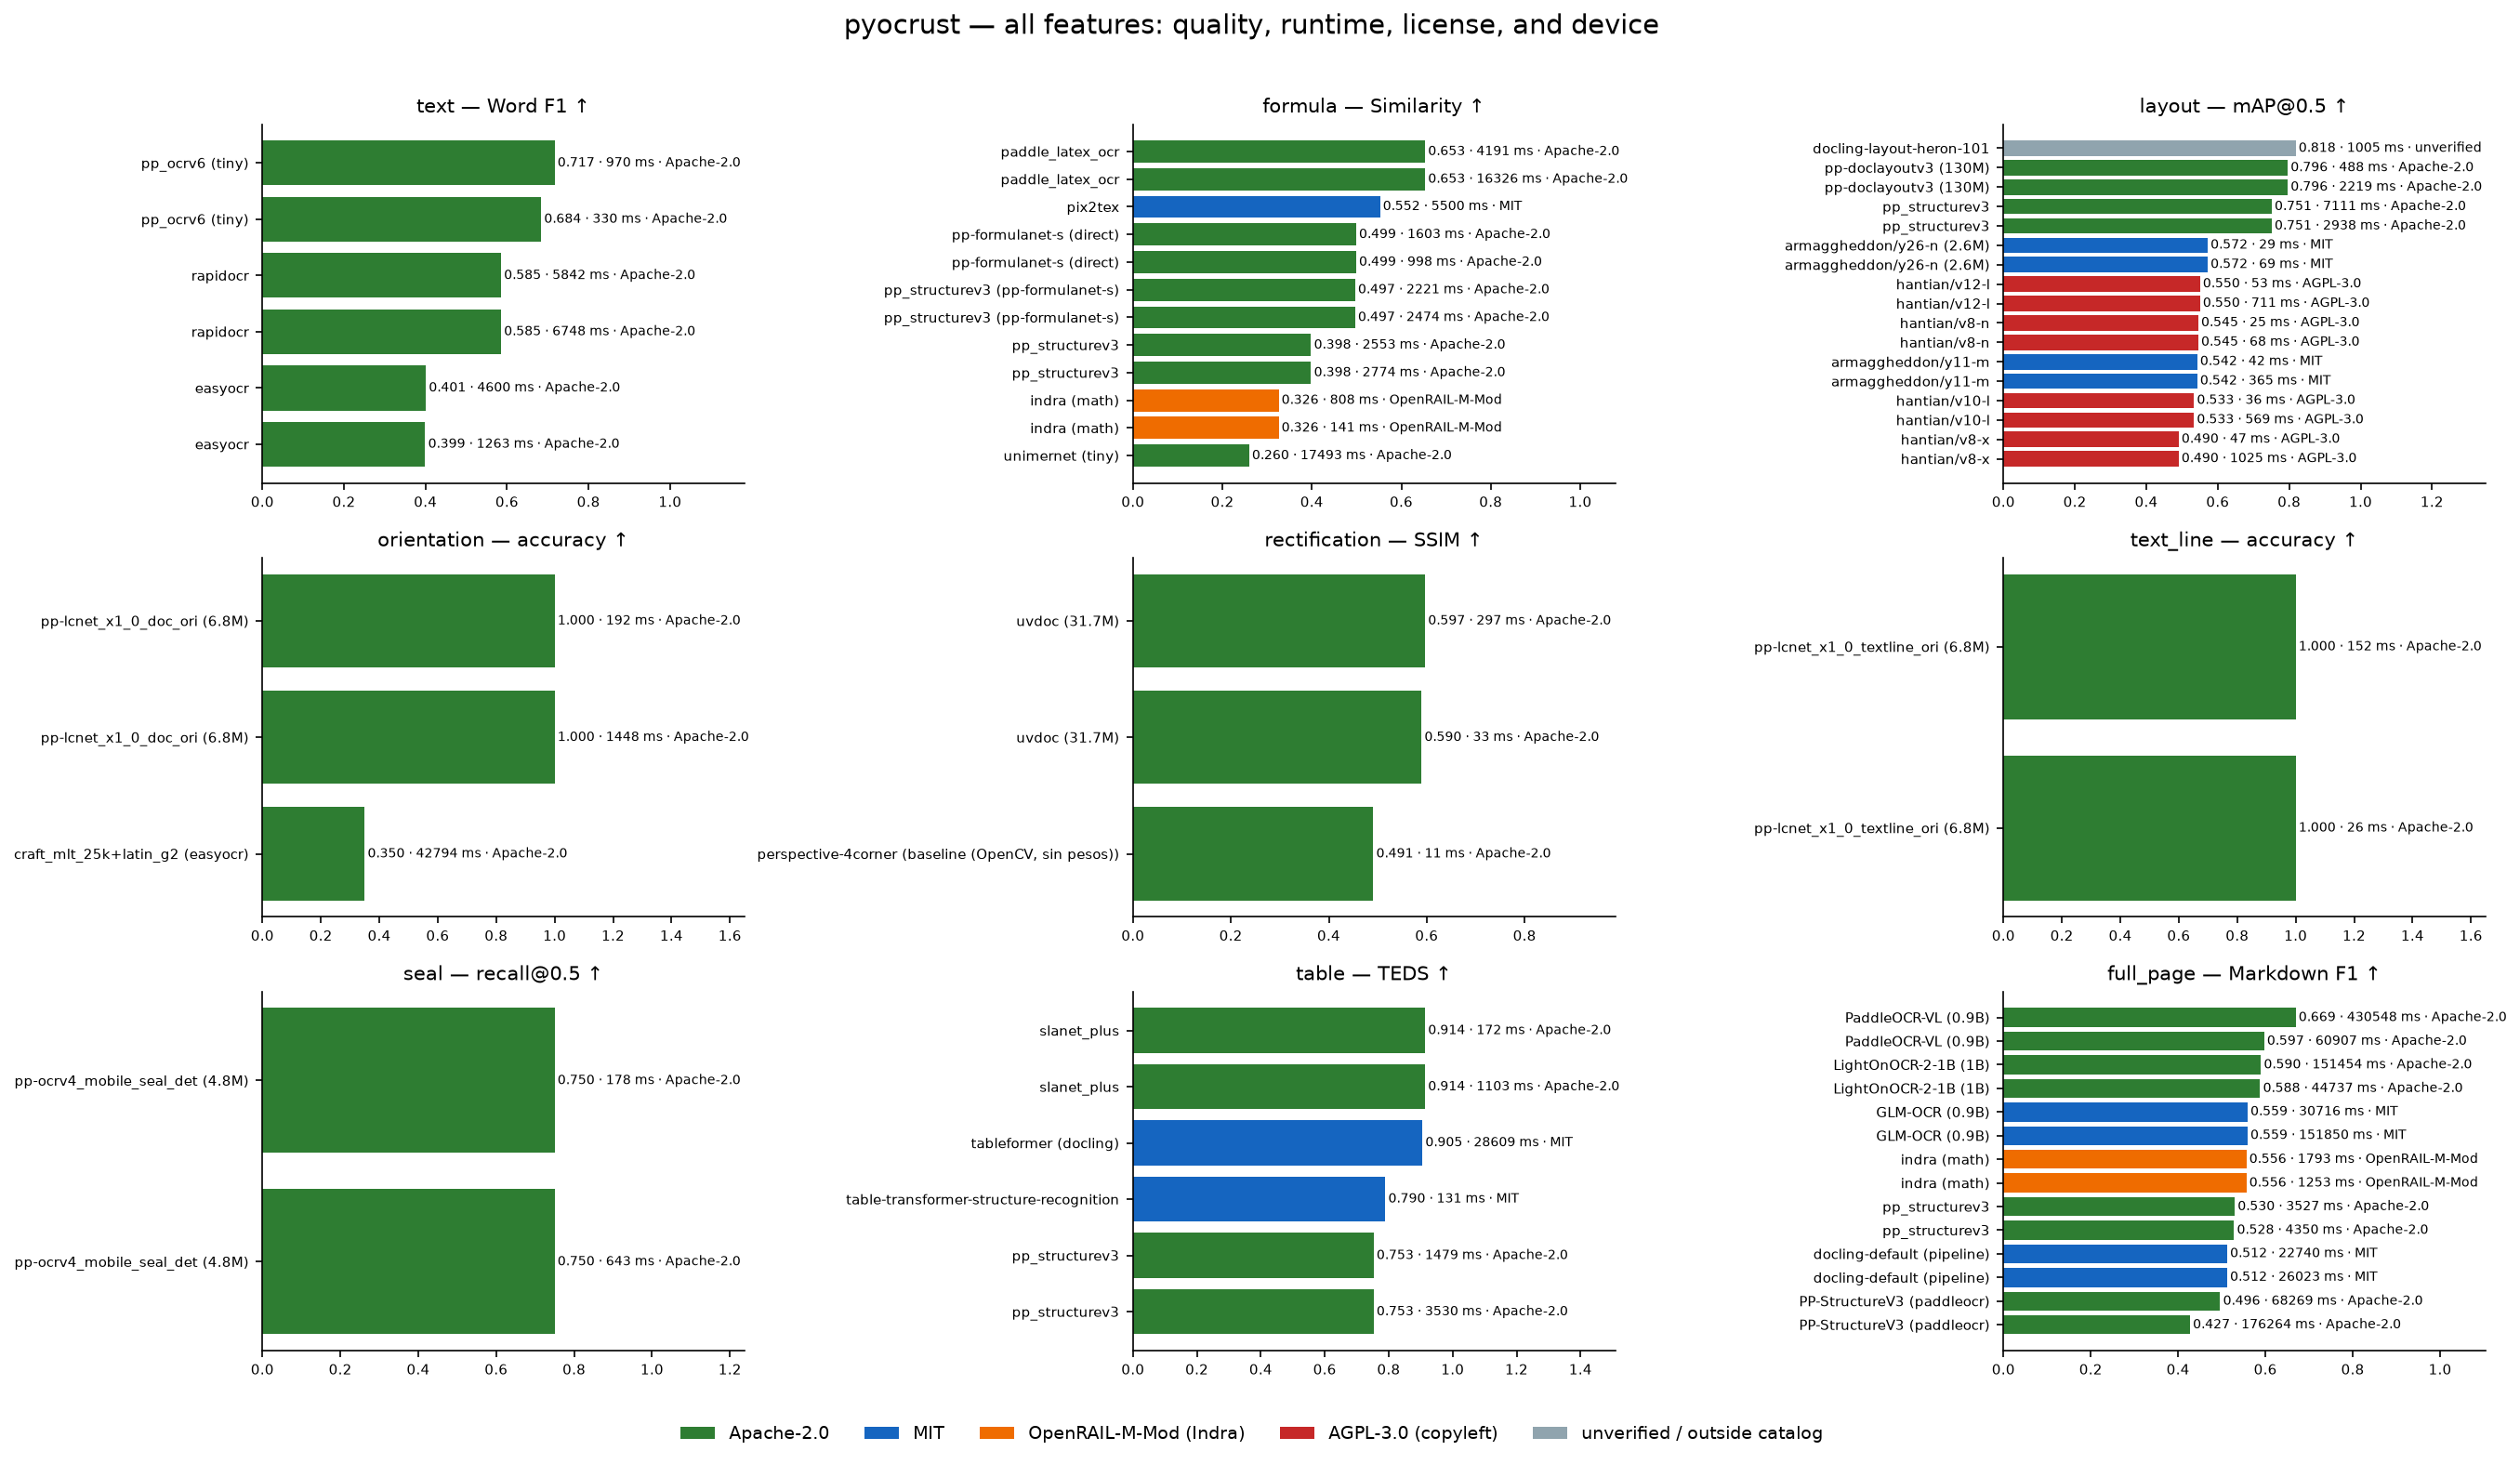 pyocrust — all features: quality, runtime, license, and device
text — Word F1 ↑
pp_ocrv6 (tiny) 0.717 · 970 ms · Apache-2.0
pp_ocrv6 (tiny) 0.684 · 330 ms · Apache-2.0
rapidocr 0.585 · 5842 ms · Apache-2.0
rapidocr 0.585 · 6748 ms · Apache-2.0
easyocr 0.401 · 4600 ms · Apache-2.0
easyocr 0.399 · 1263 ms · Apache-2.0
0.0 0.2 0.4 0.6 0.8 1.0
formula — Similarity ↑
paddle_latex_ocr 0.653 · 4191 ms · Apache-2.0
paddle_latex_ocr 0.653 · 16326 ms · Apache-2.0
pix2tex 0.552 · 5500 ms · MIT
pp-formulanet-s (direct) 0.499 · 1603 ms · Apache-2.0
pp-formulanet-s (direct) 0.499 · 998 ms · Apache-2.0
pp_structurev3 (pp-formulanet-s) 0.497 · 2221 ms · Apache-2.0
pp_structurev3 (pp-formulanet-s) 0.497 · 2474 ms · Apache-2.0
pp_structurev3 0.398 · 2553 ms · Apache-2.0
pp_structurev3 0.398 · 2774 ms · Apache-2.0
indra (math) 0.326 · 808 ms · OpenRAIL-M-Mod
indra (math) 0.326 · 141 ms · OpenRAIL-M-Mod
unimernet (tiny) 0.260 · 17493 ms · Apache-2.0
0.0 0.2 0.4 0.6 0.8 1.0
layout — mAP@0.5 ↑
docling-layout-heron-101 0.818 · 1005 ms · unverified
pp-doclayoutv3 (130M) 0.796 · 488 ms · Apache-2.0
pp-doclayoutv3 (130M) 0.796 · 2219 ms · Apache-2.0
pp_structurev3 0.751 · 7111 ms · Apache-2.0
pp_structurev3 0.751 · 2938 ms · Apache-2.0
armaggheddon/y26-n (2.6M) 0.572 · 29 ms · MIT
armaggheddon/y26-n (2.6M) 0.572 · 69 ms · MIT
hantian/v12-l 0.550 · 53 ms · AGPL-3.0
hantian/v12-l 0.550 · 711 ms · AGPL-3.0
hantian/v8-n 0.545 · 25 ms · AGPL-3.0
hantian/v8-n 0.545 · 68 ms · AGPL-3.0
armaggheddon/y11-m 0.542 · 42 ms · MIT
armaggheddon/y11-m 0.542 · 365 ms · MIT
hantian/v10-l 0.533 · 36 ms · AGPL-3.0
hantian/v10-l 0.533 · 569 ms · AGPL-3.0
hantian/v8-x 0.490 · 47 ms · AGPL-3.0
hantian/v8-x 0.490 · 1025 ms · AGPL-3.0
0.0 0.2 0.4 0.6 0.8 1.0 1.2
orientation — accuracy ↑
pp-lcnet_x1_0_doc_ori (6.8M) 1.000 · 192 ms · Apache-2.0
pp-lcnet_x1_0_doc_ori (6.8M) 1.000 · 1448 ms · Apache-2.0
craft_mlt_25k+latin_g2 (easyocr) 0.350 · 42794 ms · Apache-2.0
0.0 0.2 0.4 0.6 0.8 1.0 1.2 1.4 1.6
rectification — SSIM ↑
uvdoc (31.7M) 0.597 · 297 ms · Apache-2.0
uvdoc (31.7M) 0.590 · 33 ms · Apache-2.0
perspective-4corner (baseline (OpenCV, sin pesos)) 0.491 · 11 ms · Apache-2.0
0.0 0.2 0.4 0.6 0.8
text_line — accuracy ↑
pp-lcnet_x1_0_textline_ori (6.8M) 1.000 · 152 ms · Apache-2.0
pp-lcnet_x1_0_textline_ori (6.8M) 1.000 · 26 ms · Apache-2.0
0.0 0.2 0.4 0.6 0.8 1.0 1.2 1.4 1.6
seal — recall@0.5 ↑
pp-ocrv4_mobile_seal_det (4.8M) 0.750 · 178 ms · Apache-2.0
pp-ocrv4_mobile_seal_det (4.8M) 0.750 · 643 ms · Apache-2.0
0.0 0.2 0.4 0.6 0.8 1.0 1.2
table — TEDS ↑
slanet_plus 0.914 · 172 ms · Apache-2.0
slanet_plus 0.914 · 1103 ms · Apache-2.0
tableformer (docling) 0.905 · 28609 ms · MIT
table-transformer-structure-recognition 0.790 · 131 ms · MIT
pp_structurev3 0.753 · 1479 ms · Apache-2.0
pp_structurev3 0.753 · 3530 ms · Apache-2.0
0.0 0.2 0.4 0.6 0.8 1.0 1.2 1.4
full_page — Markdown F1 ↑
PaddleOCR-VL (0.9B) 0.669 · 430548 ms · Apache-2.0
PaddleOCR-VL (0.9B) 0.597 · 60907 ms · Apache-2.0
LightOnOCR-2-1B (1B) 0.590 · 151454 ms · Apache-2.0
LightOnOCR-2-1B (1B) 0.588 · 44737 ms · Apache-2.0
GLM-OCR (0.9B) 0.559 · 30716 ms · MIT
GLM-OCR (0.9B) 0.559 · 151850 ms · MIT
indra (math) 0.556 · 1793 ms · OpenRAIL-M-Mod
indra (math) 0.556 · 1253 ms · OpenRAIL-M-Mod
pp_structurev3 0.530 · 3527 ms · Apache-2.0
pp_structurev3 0.528 · 4350 ms · Apache-2.0
docling-default (pipeline) 0.512 · 22740 ms · MIT
docling-default (pipeline) 0.512 · 26023 ms · MIT
PP-StructureV3 (paddleocr) 0.496 · 68269 ms · Apache-2.0
PP-StructureV3 (paddleocr) 0.427 · 176264 ms · Apache-2.0
0.0 0.2 0.4 0.6 0.8 1.0
Apache-2.0 MIT OpenRAIL-M-Mod (Indra) AGPL-3.0 (copyleft) unverified / outside catalog